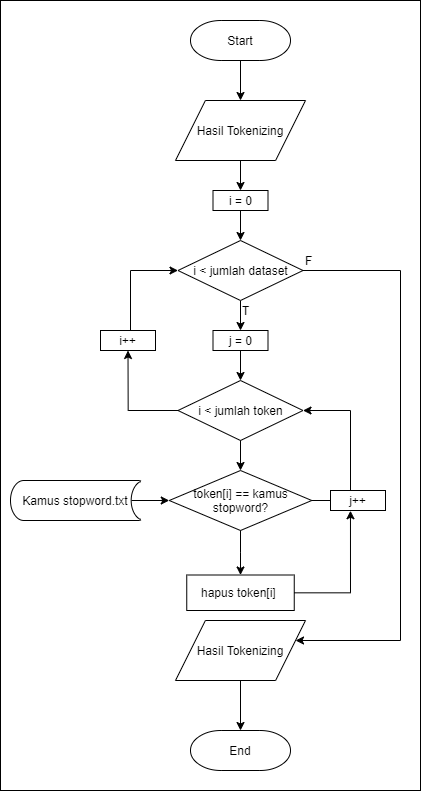 Start
Hasil Tokenizing
i = 0
i < jumlah dataset
F
T
i++
j = 0
i < jumlah token
Kamus stopword.txt
token[i] == kamus
stopword?
j++
hapus token[i]
Hasil Tokenizing
End